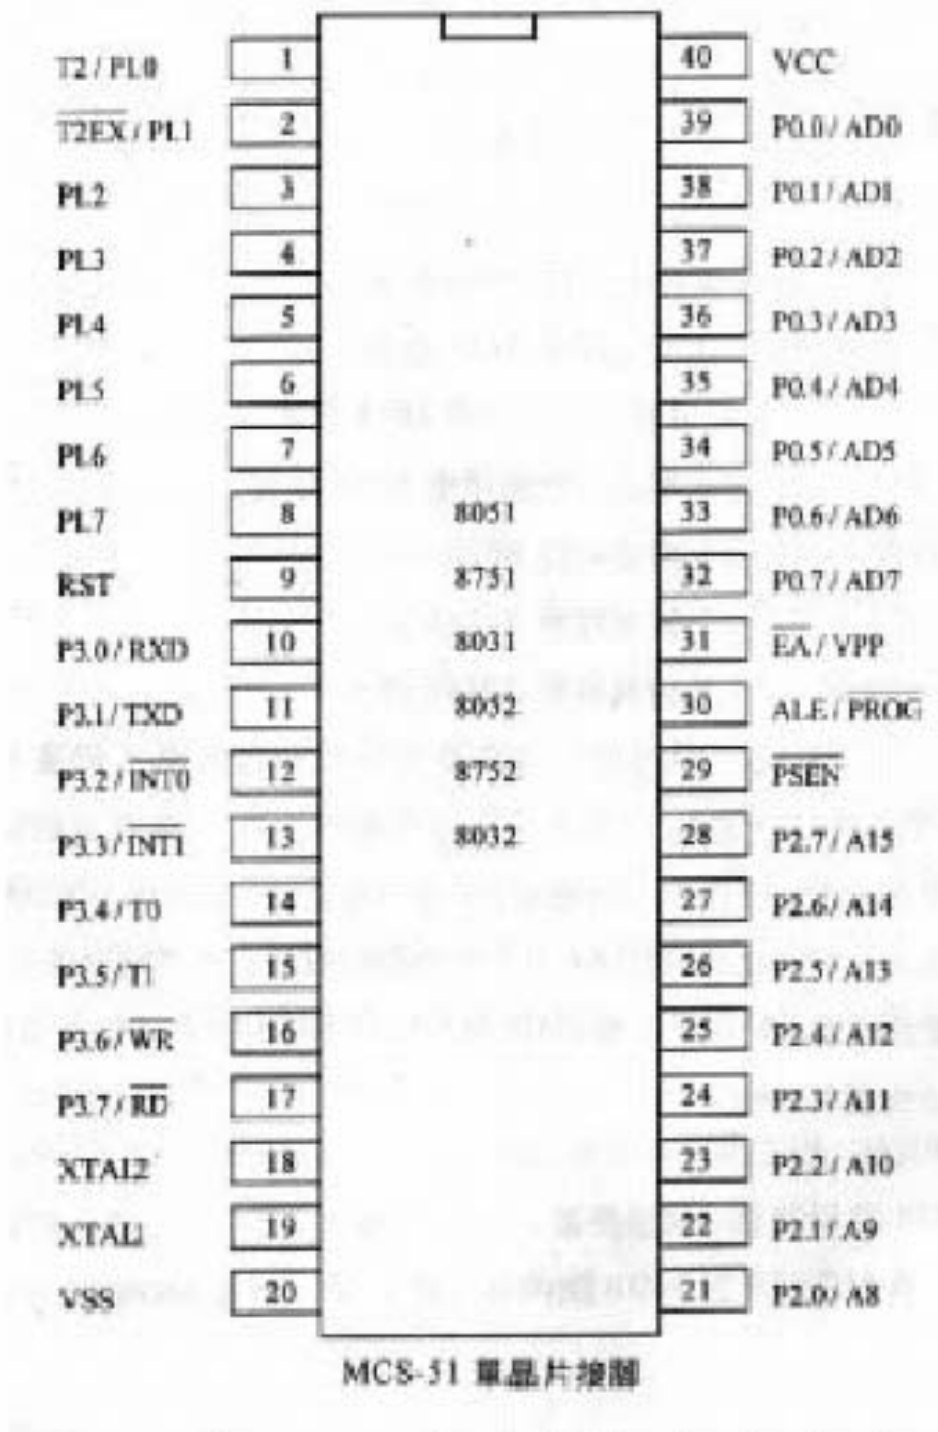 T2 / P1.0 1 40 VCC
T2EX / P1.1 2 39 P0.0 / AD0
P1.2 3 38 P0.1 / AD1
P1.3 4 37 P0.2 / AD2
P1.4 5 36 P0.3 / AD3
P1.5 6 35 P0.4 / AD4
P1.6 7 34 P0.5 / AD5
P1.7 8 8051 33 P0.6 / AD6
RST 9 8751 32 P0.7 / AD7
P3.0 / RXD 10 8031 31 EA / VPP
P3.1 / TXD 11 8052 30 ALE / PROG
P3.2 / INT0 12 8752 29 PSEN
P3.3 / INT1 13 8032 28 P2.7 / A15
P3.4 / T0 14 27 P2.6 / A14
P3.5 / T1 15 26 P2.5 / A13
P3.6 / WR 16 25 P2.4 / A12
P3.7 / RD 17 24 P2.3 / A11
XTAL2 18 23 P2.2 / A10
XTAL1 19 22 P2.1 / A9
VSS 20 21 P2.0 / A8
MCS-51 單晶片接腳